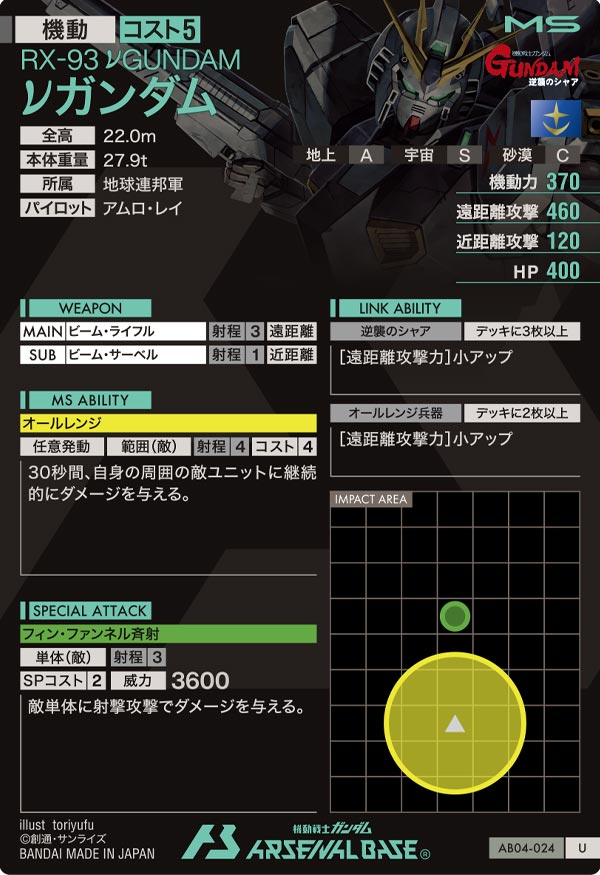 機動 コスト5 MS
RX-93 νGUNDAM
νガンダム
機動戦士ガンダム
GUNDAM
逆襲のシャア
全高 22.0m
本体重量 27.9t
所属 地球連邦軍
パイロット アムロ・レイ
地上 A 宇宙 S 砂漠 C
機動力 370
遠距離攻撃 460
近距離攻撃 120
HP 400
WEAPON
MAIN ビーム・ライフル 射程 3 遠距離
SUB ビーム・サーベル 射程 1 近距離
MS ABILITY
オールレンジ
任意発動 範囲(敵) 射程 4 コスト 4
30秒間、自身の周囲の敵ユニットに継続
的にダメージを与える。
SPECIAL ATTACK
フィン・ファンネル斉射
単体(敵) 射程 3
SPコスト 2 威力 3600
敵単体に射撃攻撃でダメージを与える。
LINK ABILITY
逆襲のシャア デッキに3枚以上
[遠距離攻撃力]小アップ
オールレンジ兵器 デッキに2枚以上
[遠距離攻撃力]小アップ
IMPACT AREA
illust toriyufu
©創通・サンライズ
BANDAI MADE IN JAPAN
機動戦士ガンダム
ARSENAL BASE®
AB04-024 U